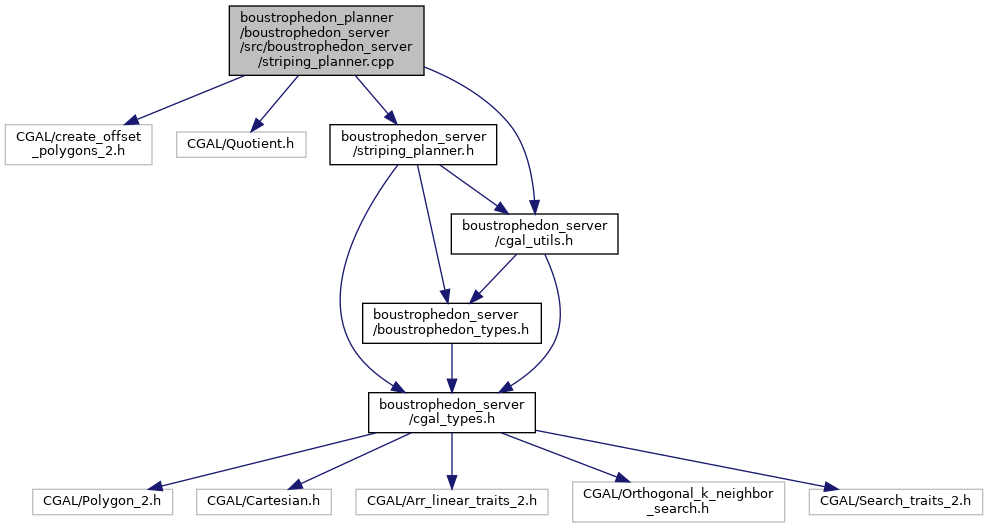 boustrophedon_planner
/boustrophedon_server
/src/boustrophedon_server
/striping_planner.cpp
CGAL/create_offset
_polygons_2.h
CGAL/Quotient.h
boustrophedon_server
/striping_planner.h
boustrophedon_server
/cgal_utils.h
boustrophedon_server
/boustrophedon_types.h
boustrophedon_server
/cgal_types.h
CGAL/Polygon_2.h
CGAL/Cartesian.h
CGAL/Arr_linear_traits_2.h
CGAL/Orthogonal_k_neighbor
_search.h
CGAL/Search_traits_2.h